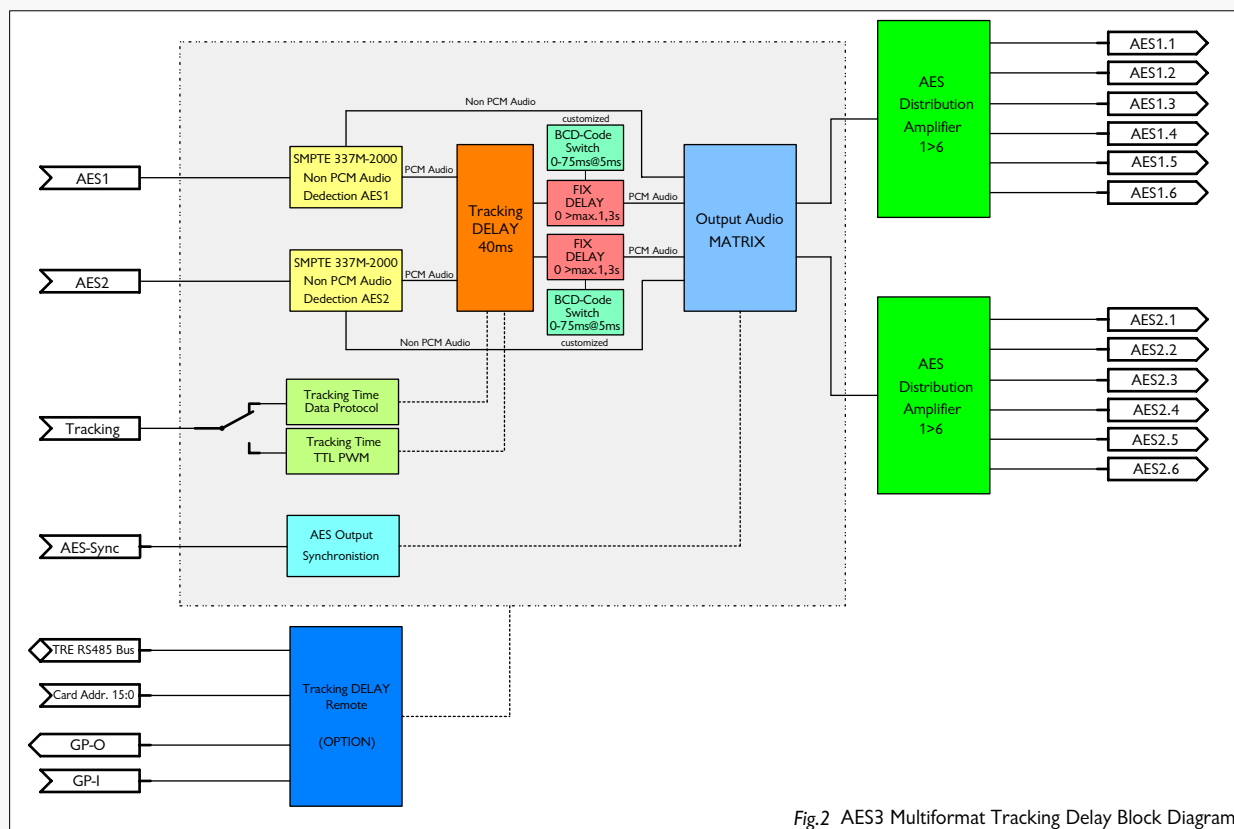 Non PCM Audio
customized
BCD-Code
Switch
0-75ms@5ms
AES
Distribution
Amplifier
1>6
AES1.1
AES1.2
AES1.3
AES1.4
AES1.5
AES1.6
AES1
SMPTE 337M-2000
Non PCM Audio
Dedection AES1
PCM Audio
Tracking
DELAY
40ms
FIX
DELAY
0 >max.1,3s
PCM Audio
Output Audio
MATRIX
AES2
SMPTE 337M-2000
Non PCM Audio
Dedection AES2
PCM Audio
FIX
DELAY
0 >max.1,3s
PCM Audio
BCD-Code
Switch
0-75ms@5ms
customized
Non PCM Audio
AES
Distribution
Amplifier
1>6
AES2.1
AES2.2
AES2.3
AES2.4
AES2.5
AES2.6
Tracking
Tracking Time
Data Protocol
Tracking Time
TTL PWM
AES-Sync
AES Output
Synchronistion
TRE RS485 Bus
Card Addr. 15:0
GP-O
GP-I
Tracking DELAY
Remote
(OPTION)
Fig.2 AES3 Multiformat Tracking Delay Block Diagram